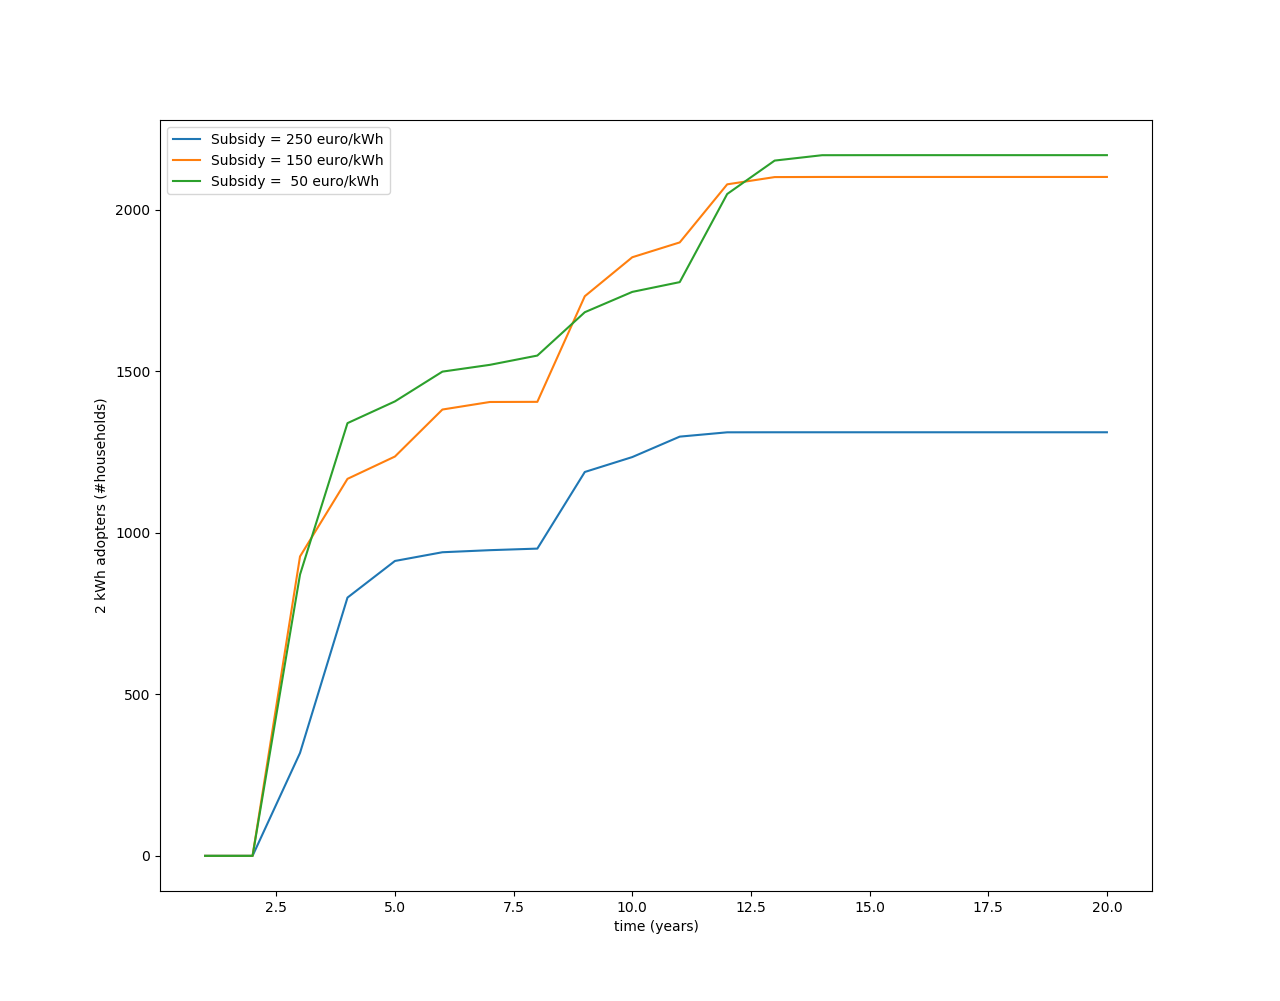 Subsidy = 250 euro/kWh
Subsidy = 150 euro/kWh
Subsidy =  50 euro/kWh
2000
1500
1000
500
0
2 kWh adopters (#households)
2.5 5.0 7.5 10.0 12.5 15.0 17.5 20.0
time (years)